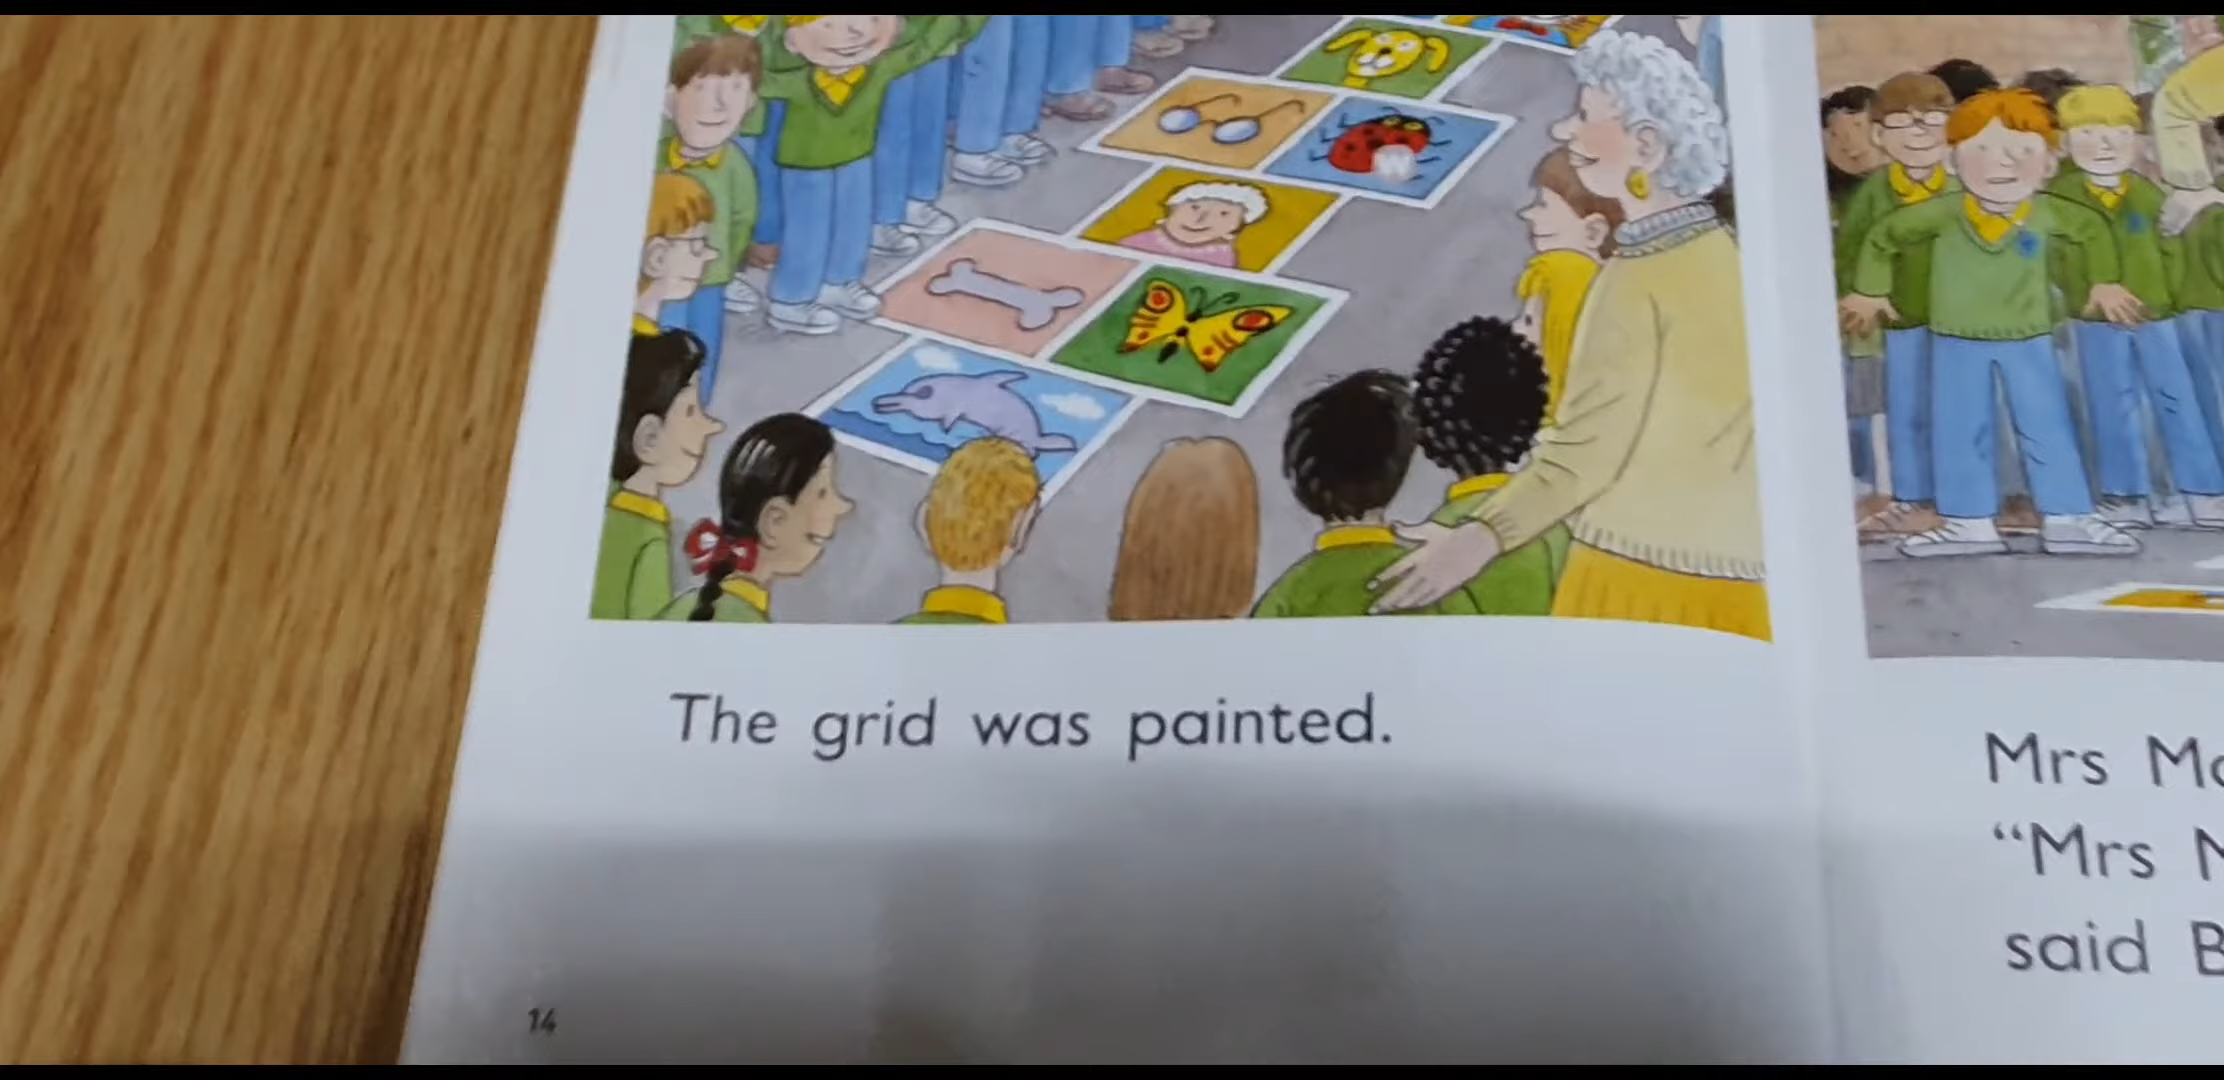 The grid was painted.
14
Mrs
"Mrs
said